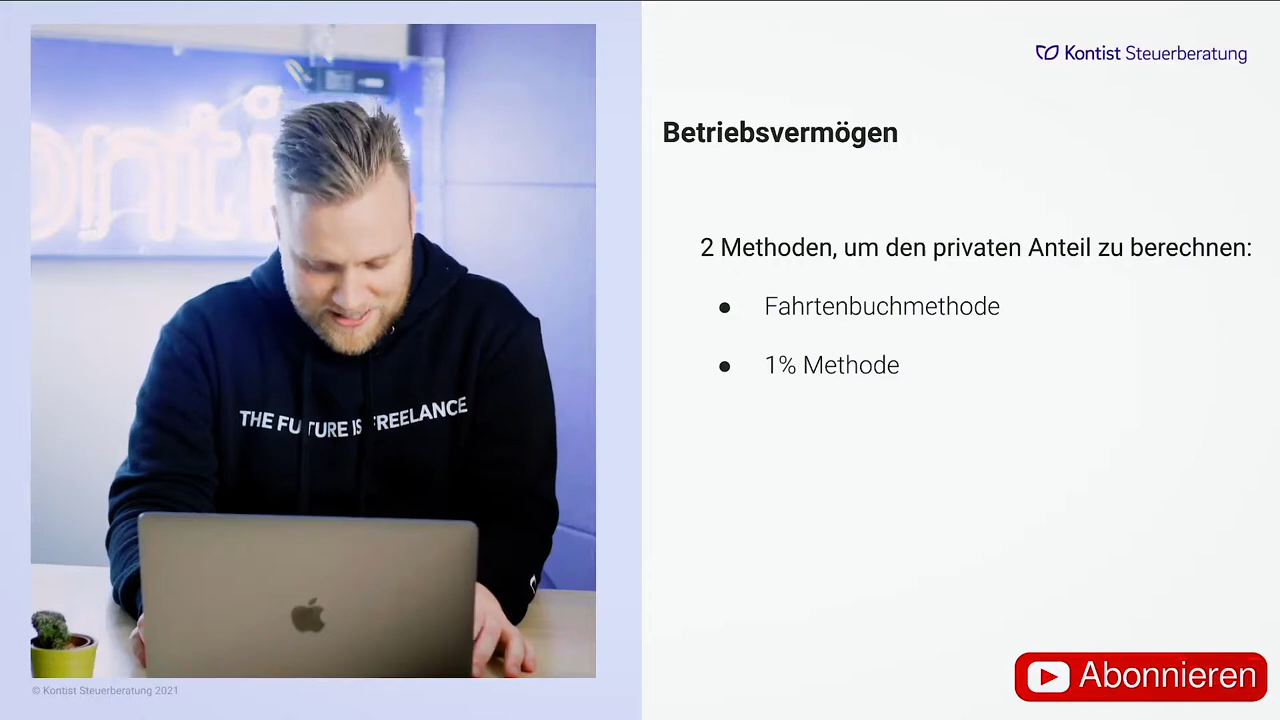 onti
THE FUTURE IS FREELANCE
© Kontist Steuerberatung 2021
Kontist Steuerberatung
Betriebsvermögen
2 Methoden, um den privaten Anteil zu berechnen:
● Fahrtenbuchmethode
● 1% Methode
Abonnieren